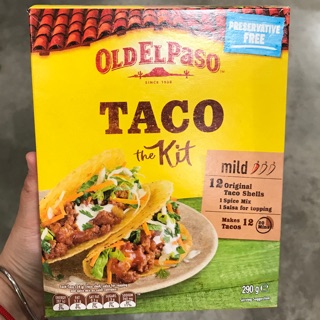 PRESERVATIVE
FREE
OLD EL PASO
SINCE 1938
TACO
the Kit
mild
12 Original
Taco Shells
1 Spice Mix
1 Salsa for topping
Makes
Tacos 12
20
290 g e